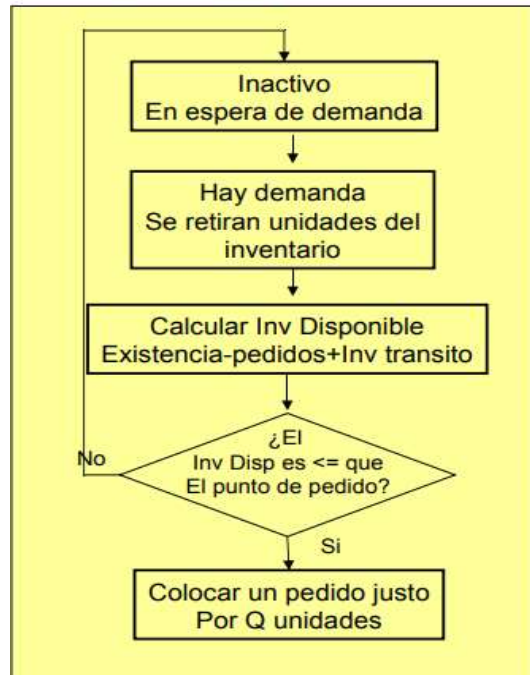 Inactivo
En espera de demanda
Hay demanda
Se retiran unidades del
inventario
Calcular Inv Disponible
Existencia-pedidos+Inv transito
¿El
Inv Disp es <= que
El punto de pedido?
No
Si
Colocar un pedido justo
Por Q unidades